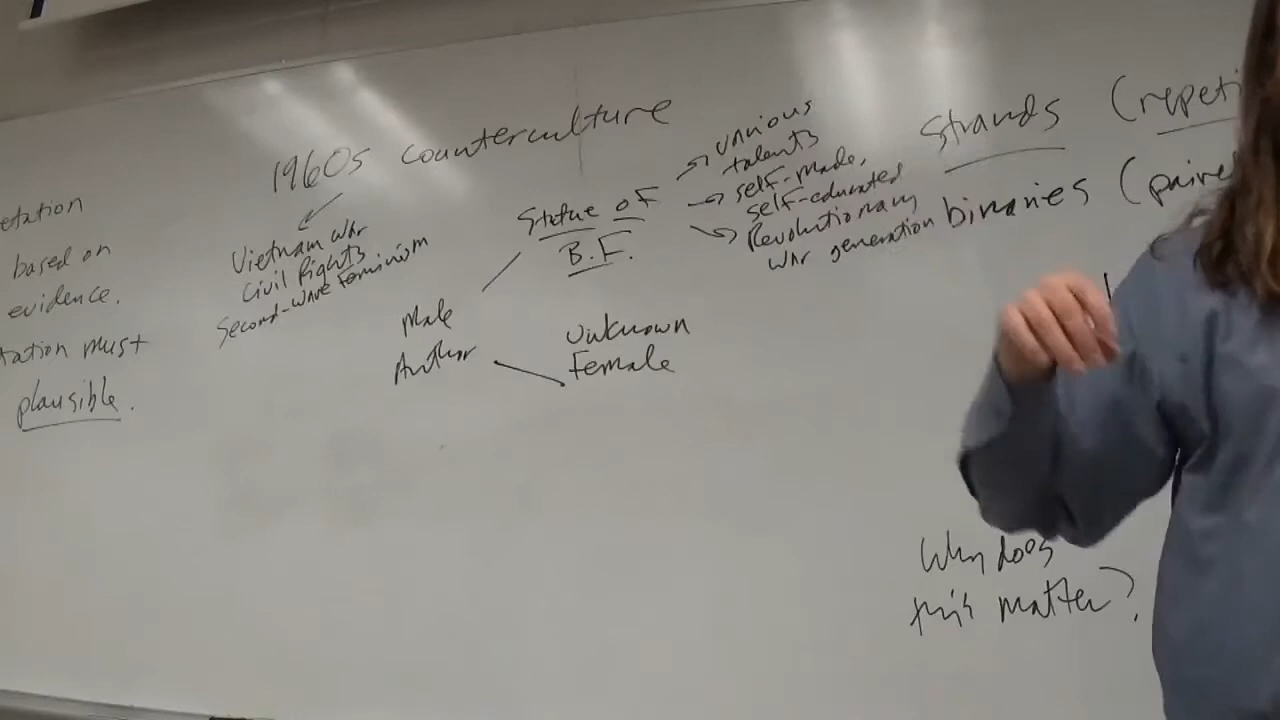 etation
based on
evidence.
tation must
plausible.
1960s Counterculture
Vietnam War
Civil Rights
Second-wave Feminism
Statue of
B.F.
Male
Author
Unknown
Female
→ various
talents
→ self-made,
self-educated
→ Revolutionary
War generation
Strands (repeti
binaries (paire
Why does
this matter?